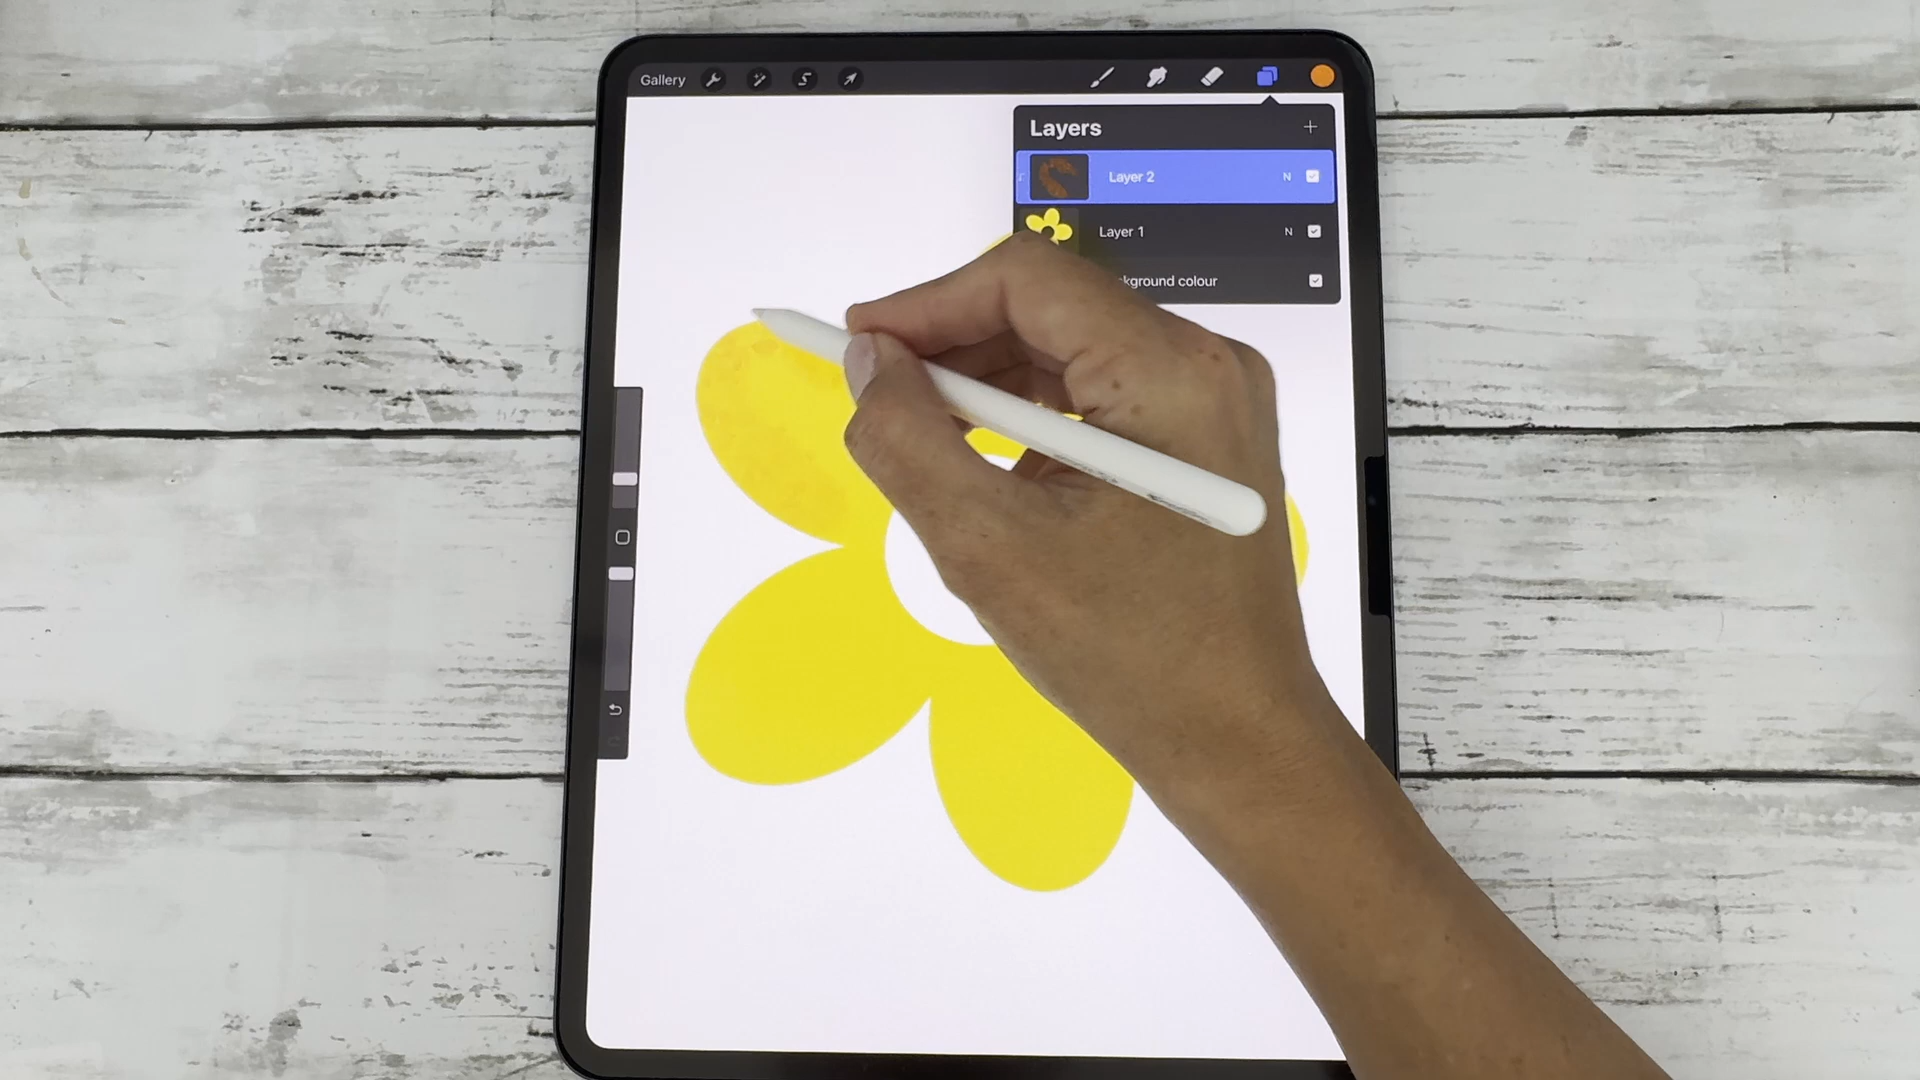 Gallery
Layers
Layer 2 N
Layer 1 N
kground colour